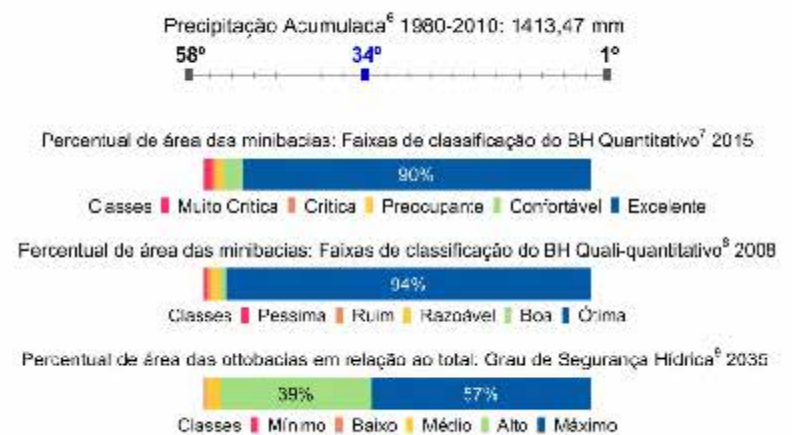 Precipitação Acumulada⁶ 1980-2010: 1413,47 mm
58º 34º 1º
Percentual de área das minibacias: Faixas de classificação do BH Quantitativo⁷ 2015
90%
Classes Muito Crítica Crítica Preocupante Confortável Excelente
Percentual de área das minibacias: Faixas de classificação do BH Quali-quantitativo⁸ 2008
94%
Classes Pessima Ruim Razoável Boa Ótima
Percentual de área das ottobacias em relação ao total: Grau de Segurança Hídrica⁹ 2035
39% 57%
Classes Mínimo Baixo Médio Alto Máximo